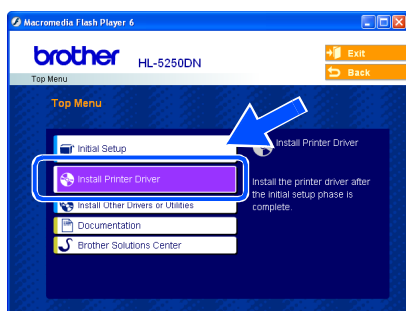 Macromedia Flash Player 6
brother HL-5250DN
Exit
Back
Top Menu
Top Menu
Initial Setup
Install Printer Driver
Install Other Drivers or Utilities
Documentation
Brother Solutions Center
Install Printer Driver
Install the printer driver after
the initial setup phase is
complete.